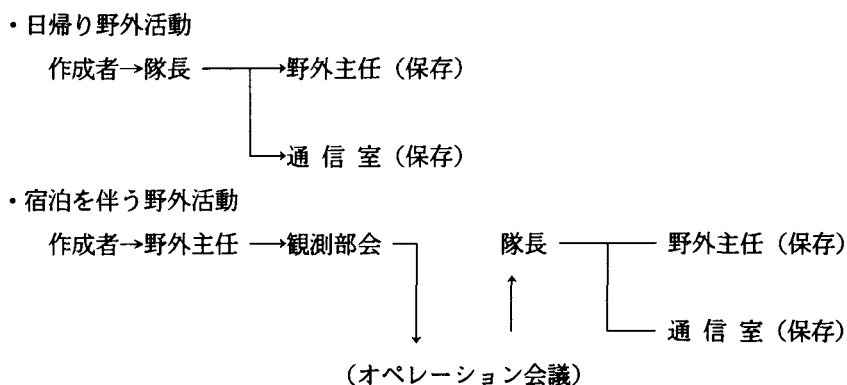 ・日帰り野外活動
作成者→隊長→野外主任（保存）
→通信室（保存）
・宿泊を伴う野外活動
作成者→野外主任→観測部会 隊長 野外主任（保存）
通信室（保存）
（オペレーション会議）